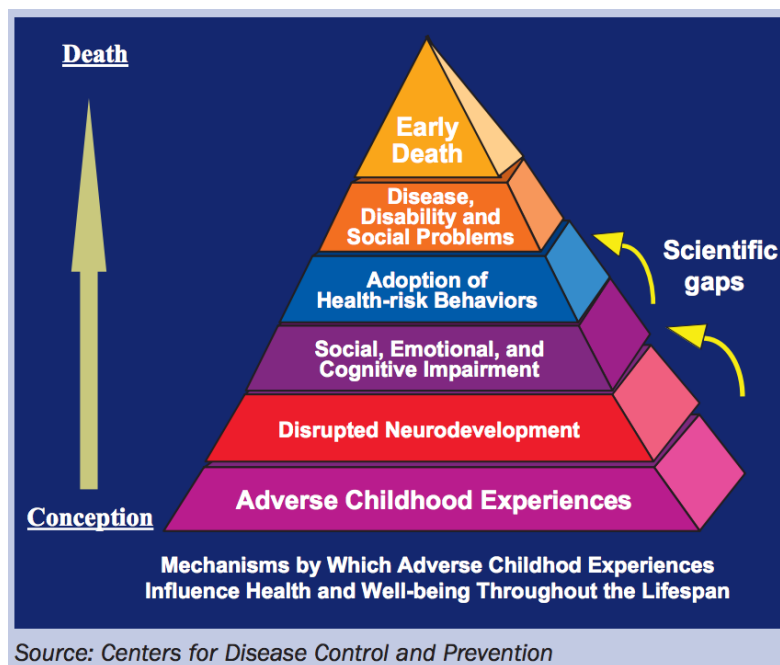 Death
Early
Death
Disease,
Disability and
Social Problems
Scientific
gaps
Adoption of
Health-risk Behaviors
Social, Emotional, and
Cognitive Impairment
Disrupted Neurodevelopment
Adverse Childhood Experiences
Conception
Mechanisms by Which Adverse Childhod Experiences
Influence Health and Well-being Throughout the Lifespan
Source: Centers for Disease Control and Prevention